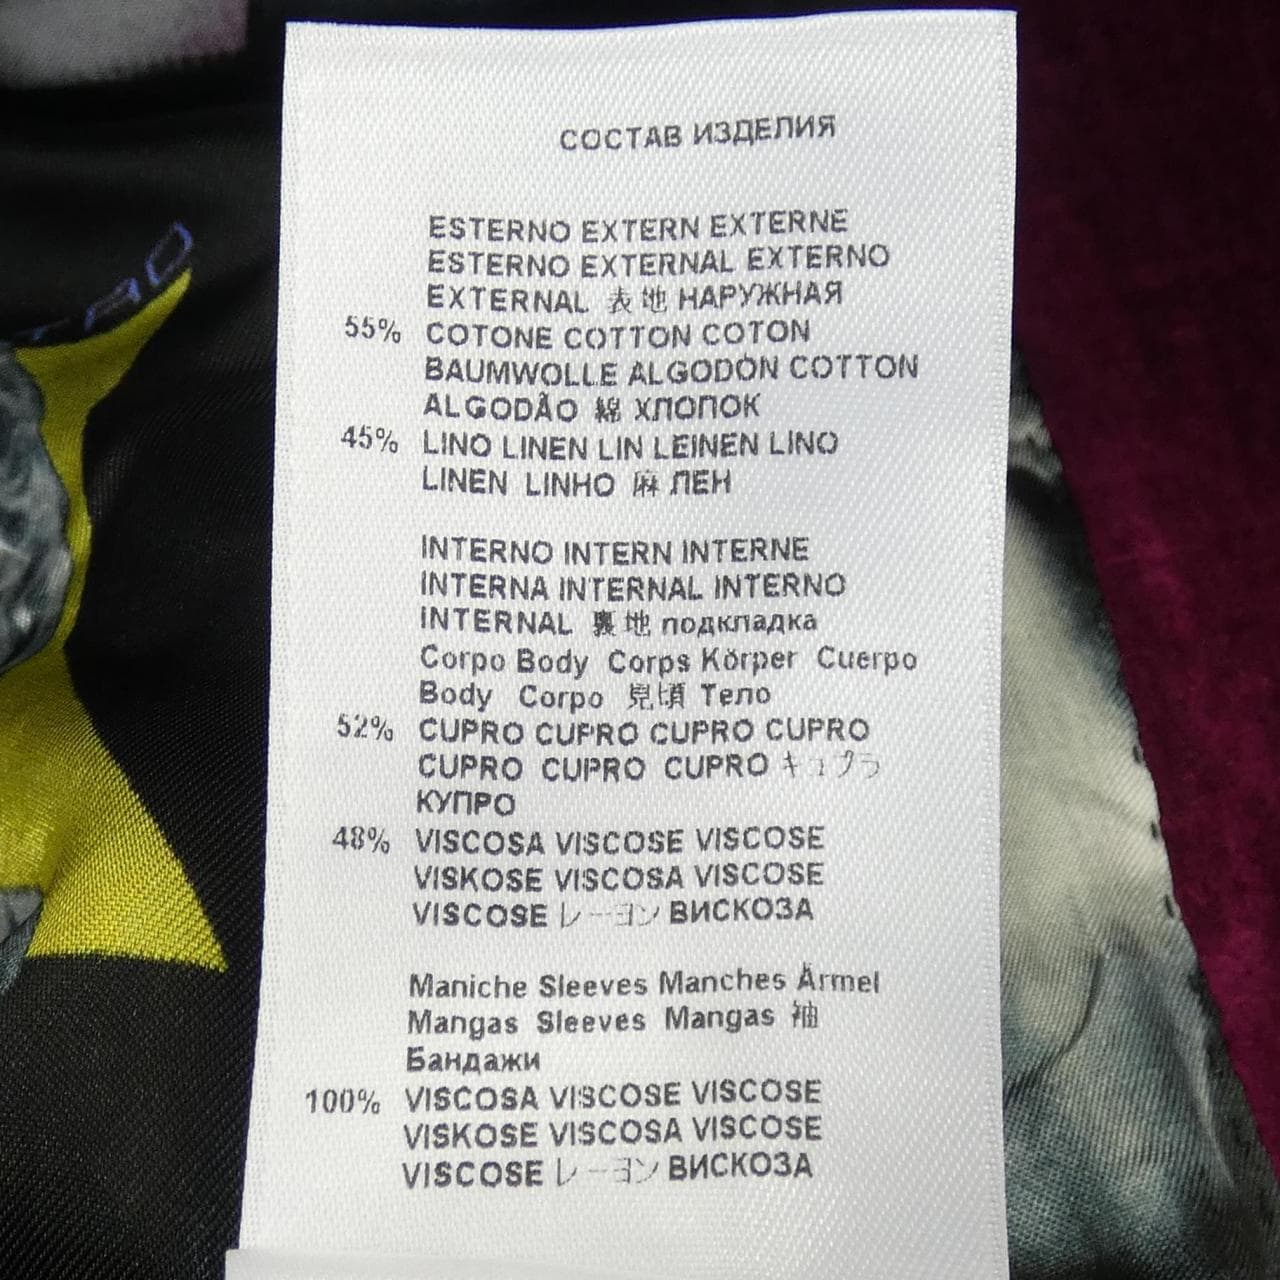 СОСТАВ ИЗДЕЛИЯ
ESTERNO EXTERN EXTERNE
ESTERNO EXTERNAL EXTERNO
EXTERNAL 表地 НАРУЖНАЯ
55% COTONE COTTON COTON
BAUMWOLLE ALGODÓN COTTON
ALGODÃO 綿 ХЛОПОК
45% LINO LINEN LIN LEINEN LINO
LINEN LINHO 麻 ЛЕН
INTERNO INTERN INTERNE
INTERNA INTERNAL INTERNO
INTERNAL 裏地 подкладка
Corpo Body Corps Körper Cuerpo
Body Corpo 見頃 Тело
52% CUPRO CUPRO CUPRO CUPRO
CUPRO CUPRO CUPRO キュプラ
КУПРО
48% VISCOSA VISCOSE VISCOSE
VISKOSE VISCOSA VISCOSE
VISCOSE レーヨン ВИСКОЗА
Maniche Sleeves Manches Ärmel
Mangas Sleeves Mangas 袖
Бандажи
100% VISCOSA VISCOSE VISCOSE
VISKOSE VISCOSA VISCOSE
VISCOSE レーヨン ВИСКОЗА